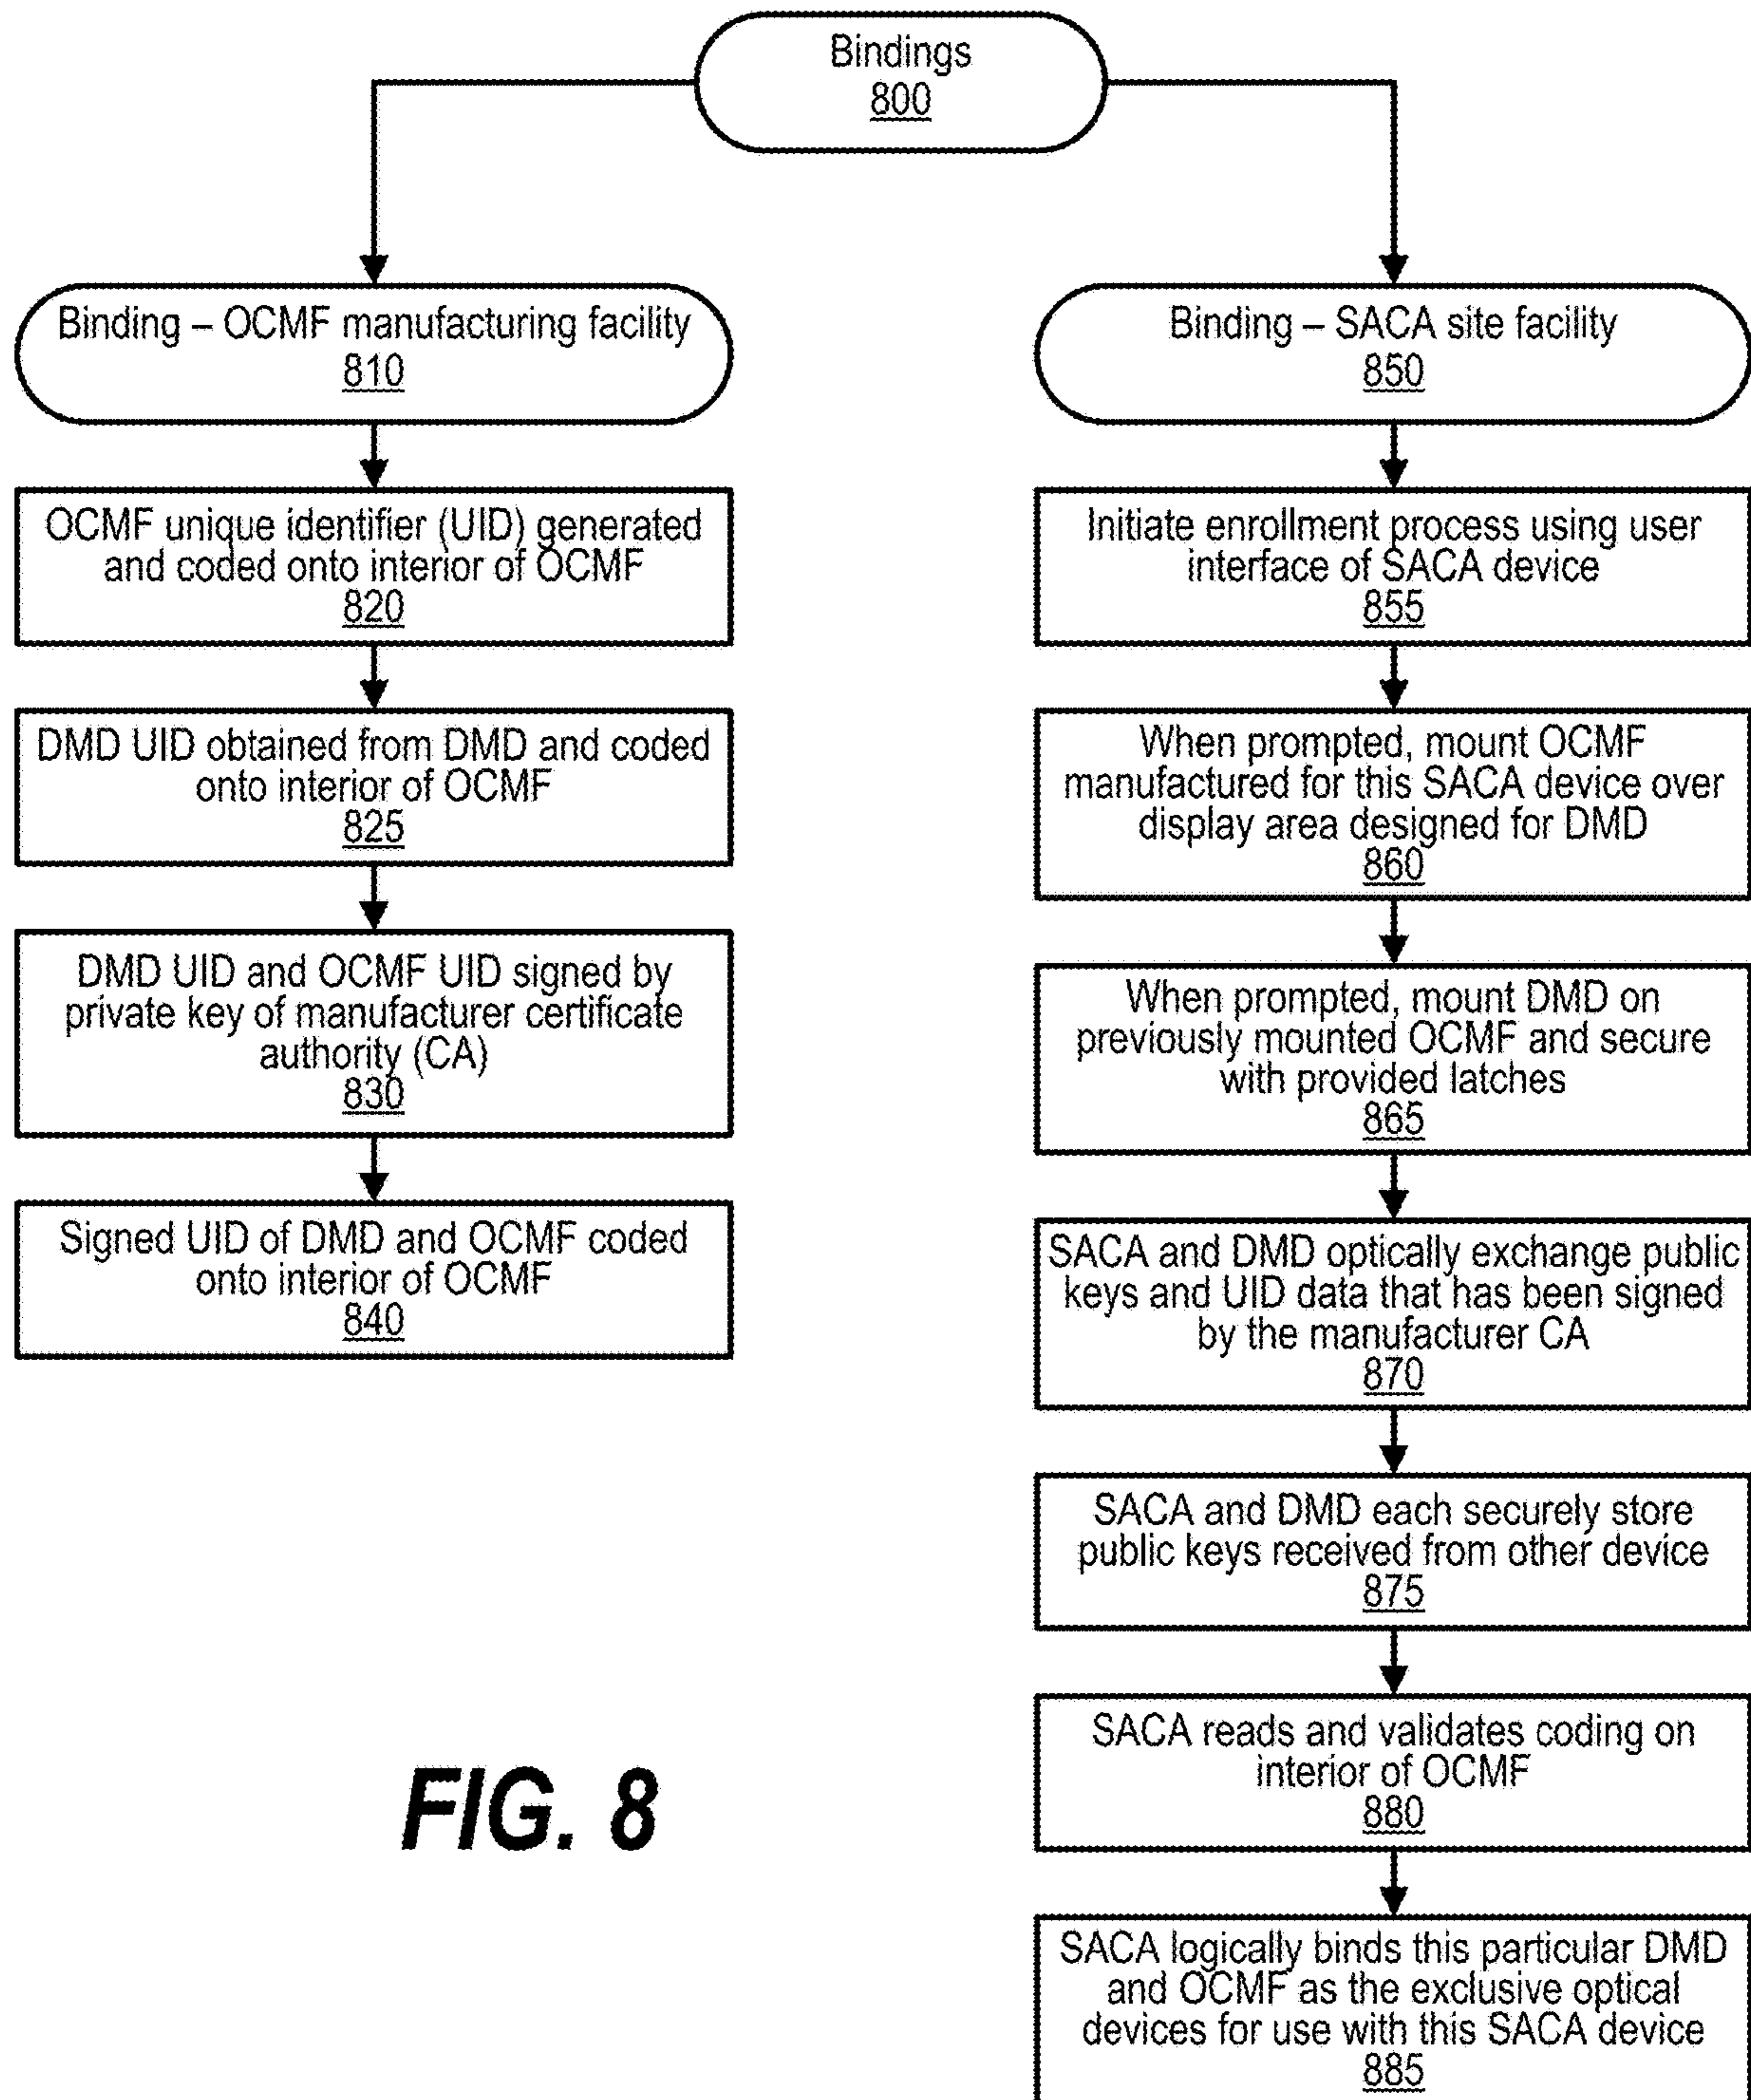 Bindings
800
Binding – OCMF manufacturing facility
810
OCMF unique identifier (UID) generated
and coded onto interior of OCMF
820
DMD UID obtained from DMD and coded
onto interior of OCMF
825
DMD UID and OCMF UID signed by
private key of manufacturer certificate
authority (CA)
830
Signed UID of DMD and OCMF coded
onto interior of OCMF
840
Binding – SACA site facility
850
Initiate enrollment process using user
interface of SACA device
855
When prompted, mount OCMF
manufactured for this SACA device over
display area designed for DMD
860
When prompted, mount DMD on
previously mounted OCMF and secure
with provided latches
865
SACA and DMD optically exchange public
keys and UID data that has been signed
by the manufacturer CA
870
SACA and DMD each securely store
public keys received from other device
875
SACA reads and validates coding on
interior of OCMF
880
SACA logically binds this particular DMD
and OCMF as the exclusive optical
devices for use with this SACA device
885
FIG. 8